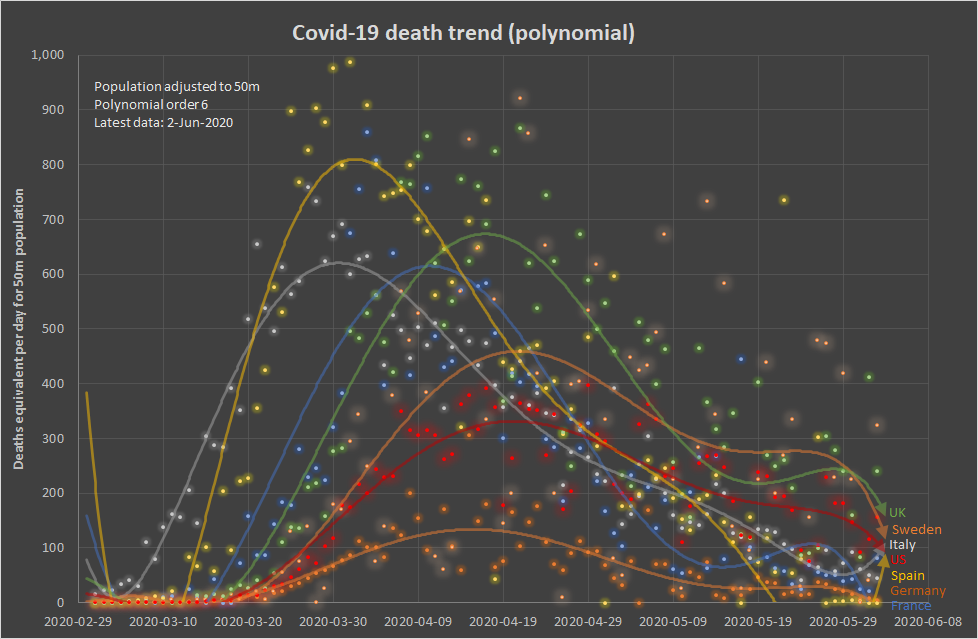 Covid-19 death trend (polynomial)
1,000
Population adjusted to 50m
Polynomial order 6
Latest data: 2-Jun-2020
900
800
700
600
500
400
300
200
100
0
Deaths equivalent per day for 50m population
UK
Sweden
Italy
US
Spain
Germany
France
2020-02-29 2020-03-10 2020-03-20 2020-03-30 2020-04-09 2020-04-19 2020-04-29 2020-05-09 2020-05-19 2020-05-29 2020-06-08